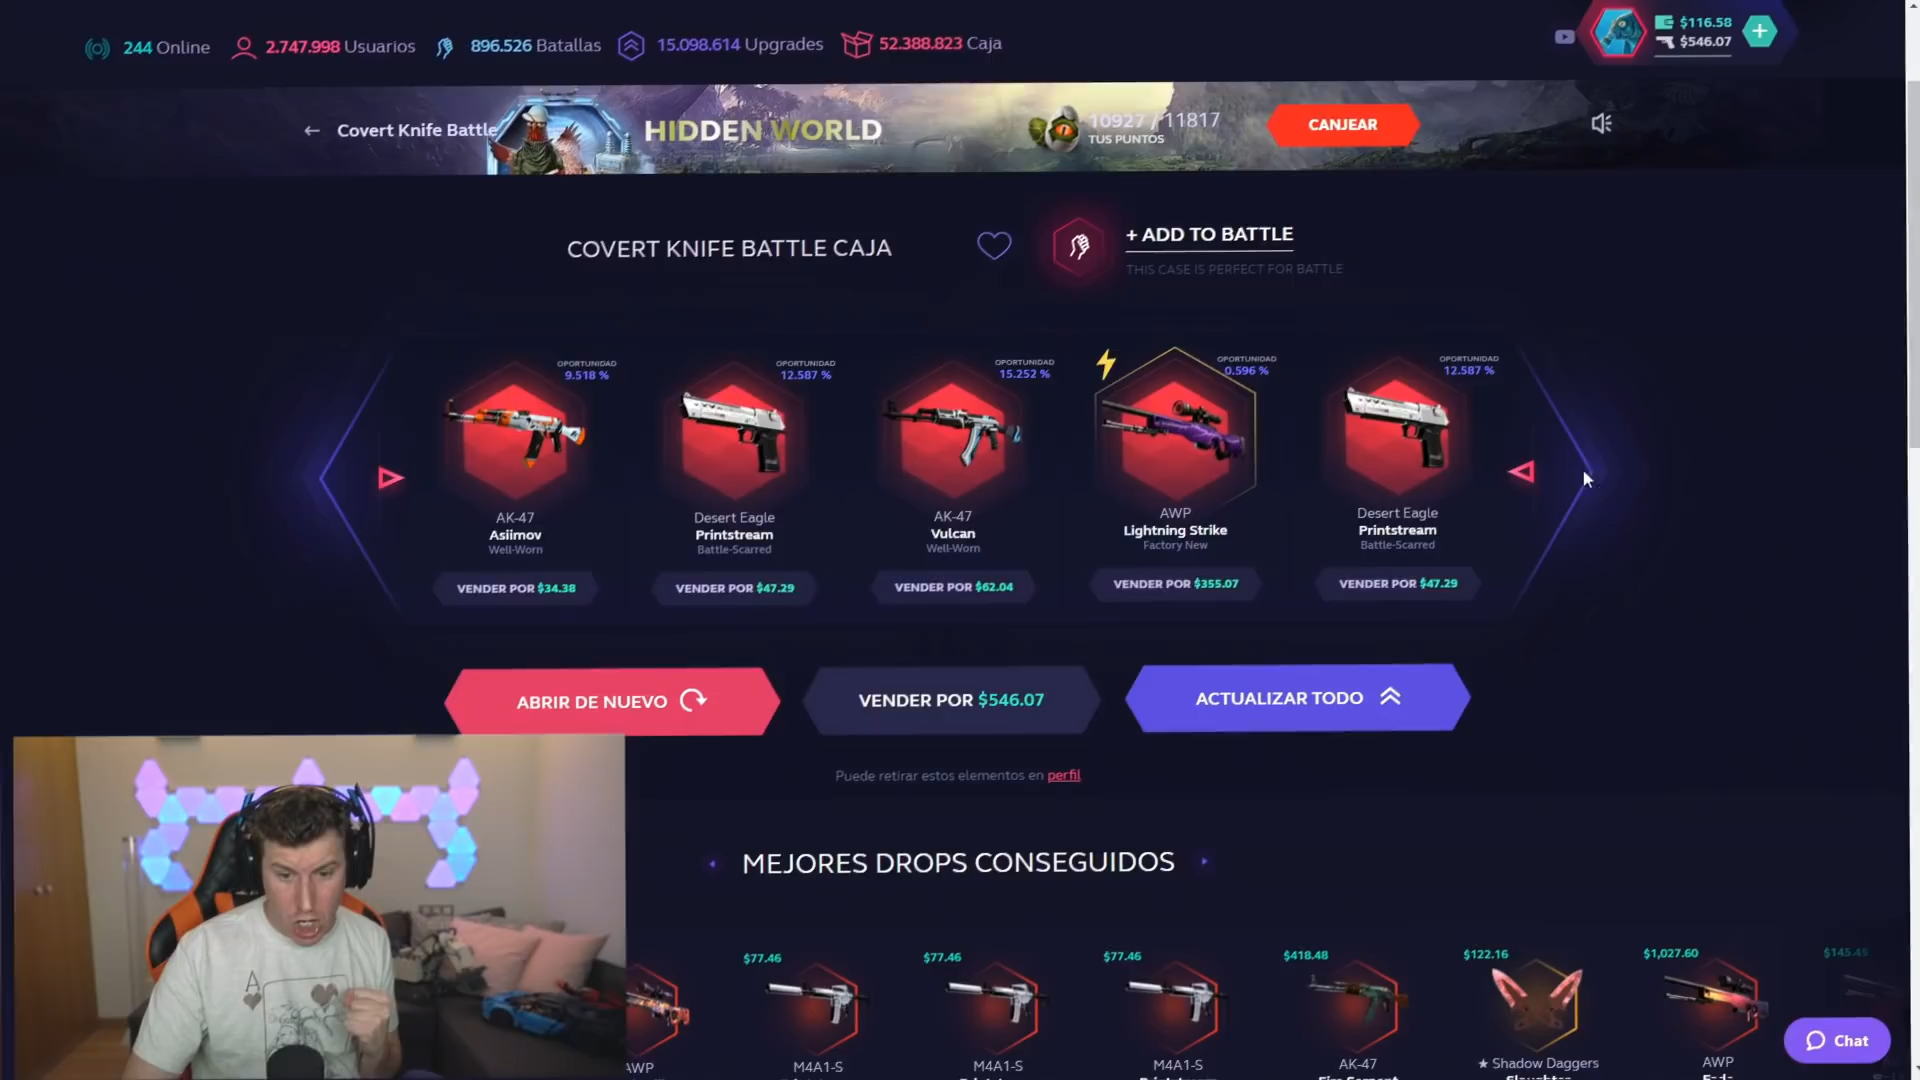 244 Online
2.747.998 Usuarios
896.526 Batallas
15.098.614 Upgrades
52.388.823 Caja
$116.58
$546.07
Covert Knife Battle
HIDDEN WORLD
10927 / 11817
TUS PUNTOS
CANJEAR
COVERT KNIFE BATTLE CAJA
+ ADD TO BATTLE
THIS CASE IS PERFECT FOR BATTLE
OPORTUNIDAD
9.518 %
AK-47
Asiimov
Well-Worn
VENDER POR $34.38
OPORTUNIDAD
12.587 %
Desert Eagle
Printstream
Battle-Scarred
VENDER POR $47.29
OPORTUNIDAD
15.252 %
AK-47
Vulcan
Well-Worn
VENDER POR $62.04
OPORTUNIDAD
0.596 %
AWP
Lightning Strike
Factory New
VENDER POR $355.07
OPORTUNIDAD
12.587 %
Desert Eagle
Printstream
Battle-Scarred
VENDER POR $47.29
ABRIR DE NUEVO
VENDER POR $546.07
ACTUALIZAR TODO
Puede retirar estos elementos en perfil
MEJORES DROPS CONSEGUIDOS
AWP
$77.46
M4A1-S
$77.46
M4A1-S
$77.46
M4A1-S
$418.48
AK-47
$122.16
★ Shadow Daggers
$1,027.60
AWP
$145.45
Chat
A